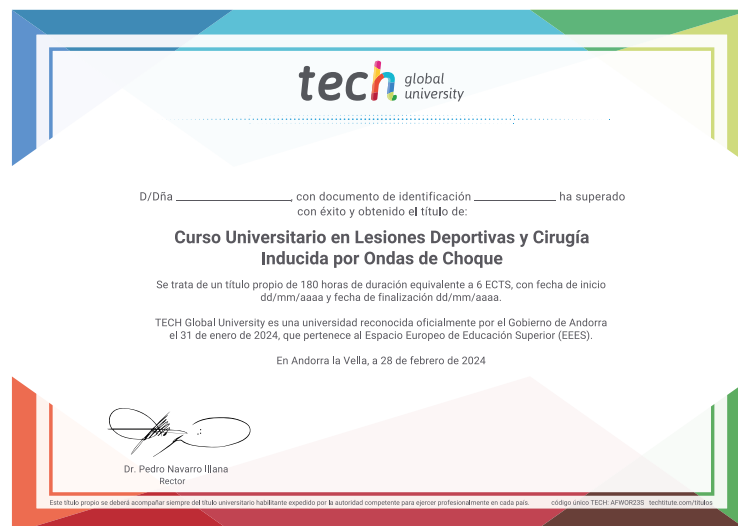 tech global university
D/Dña ____________________, con documento de identificación ______________ ha superado
con éxito y obtenido el título de:
Curso Universitario en Lesiones Deportivas y Cirugía
Inducida por Ondas de Choque
Se trata de un título propio de 180 horas de duración equivalente a 6 ECTS, con fecha de inicio
dd/mm/aaaa y fecha de finalización dd/mm/aaaa.
TECH Global University es una universidad reconocida oficialmente por el Gobierno de Andorra
el 31 de enero de 2024, que pertenece al Espacio Europeo de Educación Superior (EEES).
En Andorra la Vella, a 28 de febrero de 2024
Dr. Pedro Navarro Illana
Rector
Este título propio se deberá acompañar siempre del título universitario habilitante expedido por la autoridad competente para ejercer profesionalmente en cada país. código único TECH: AFWOR23S techtitute.com/titulos